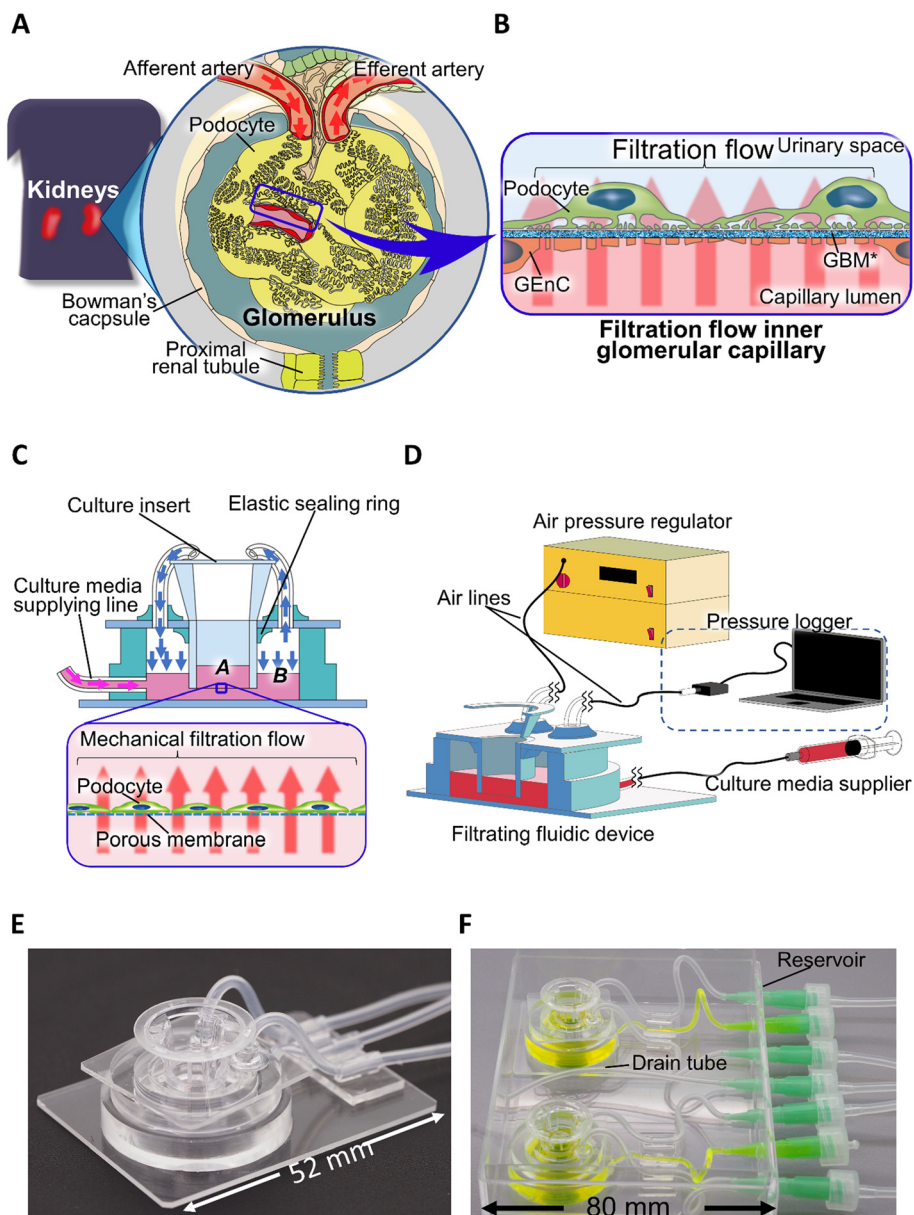 A
Afferent artery
Efferent artery
Podocyte
Kidneys
Bowman's
cacpsule
Glomerulus
Proximal
renal tubule
B
Filtration flow
Urinary space
Podocyte
GEnC
GBM*
Capillary lumen
Filtration flow inner
glomerular capillary
C
Culture insert
Elastic sealing ring
Culture media
supplying line
A
B
Mechanical filtration flow
Podocyte
Porous membrane
D
Air pressure regulator
Air lines
Pressure logger
Culture media supplier
Filtrating fluidic device
E
52 mm
F
Reservoir
Drain tube
80 mm